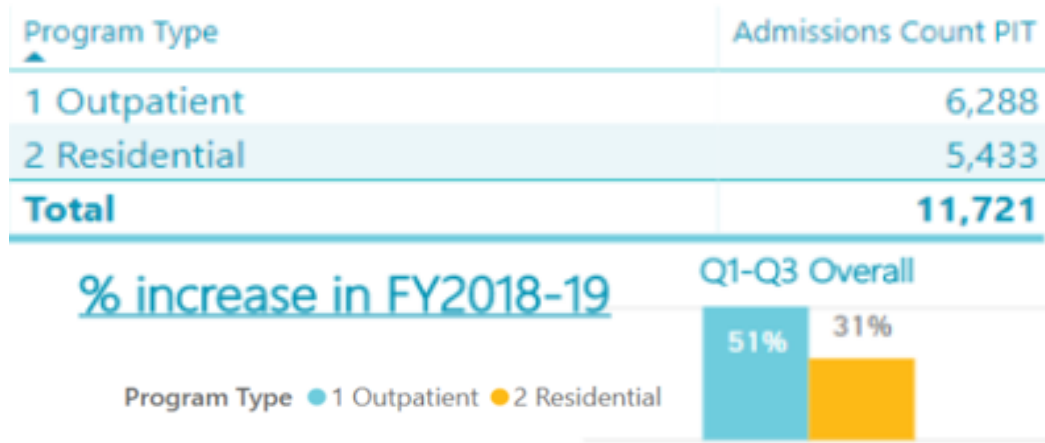 Program Type Admissions Count PIT
1 Outpatient 6,288
2 Residential 5,433
Total 11,721
% increase in FY2018-19
Q1-Q3 Overall
51% 31%
Program Type 1 Outpatient 2 Residential